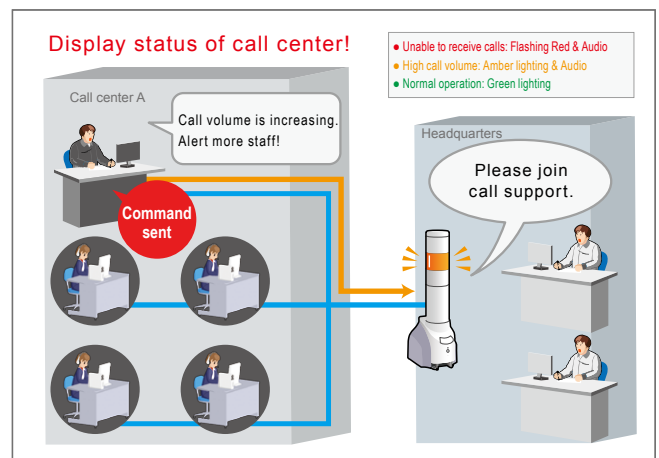 Display status of call center!
● Unable to receive calls: Flashing Red & Audio
● High call volume: Amber lighting & Audio
● Normal operation: Green lighting
Call center A
Call volume is increasing.
Alert more staff!
Command
sent
Headquarters
Please join
call support.